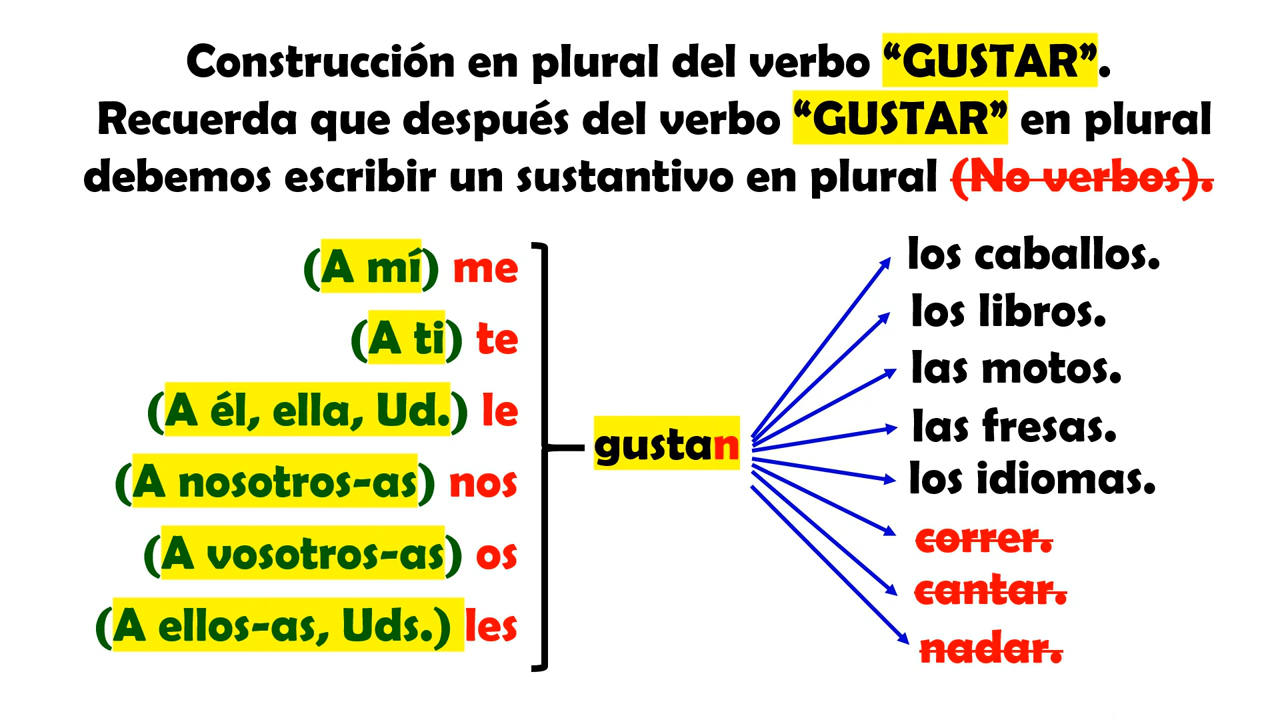 Construcción en plural del verbo “GUSTAR”.
Recuerda que después del verbo “GUSTAR” en plural
debemos escribir un sustantivo en plural (No verbos).
(A mí) me
(A ti) te
(A él, ella, Ud.) le
(A nosotros-as) nos
(A vosotros-as) os
(A ellos-as, Uds.) les
gustan
los caballos.
los libros.
las motos.
las fresas.
los idiomas.
correr.
cantar.
nadar.